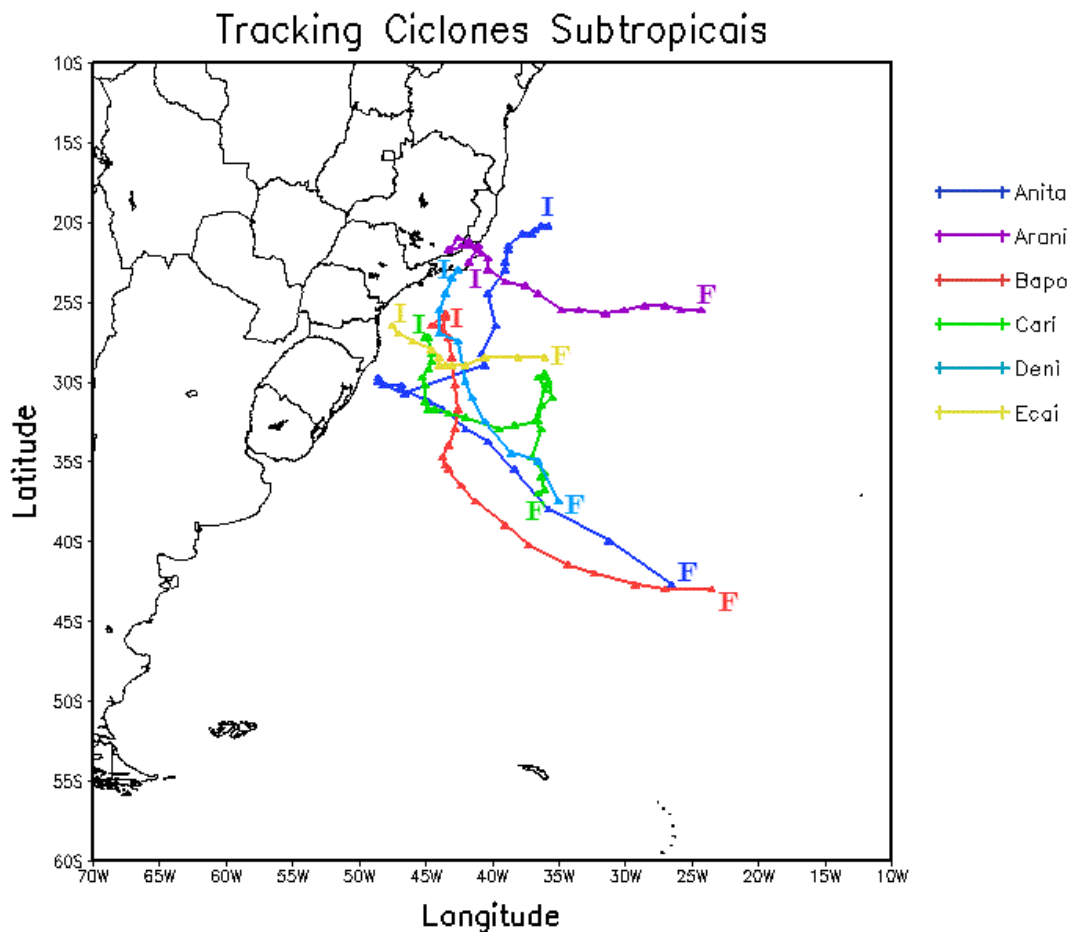 Tracking Ciclones Subtropicais
10S
15S
20S
25S
30S
35S
40S
45S
50S
55S
60S
Latitude
70W 65W 60W 55W 50W 45W 40W 35W 30W 25W 20W 15W 10W
Longitude
I
I
I
I
I
I
F
F
F
F
F
F
Anita
Arani
Bapo
Cari
Deni
Ecai